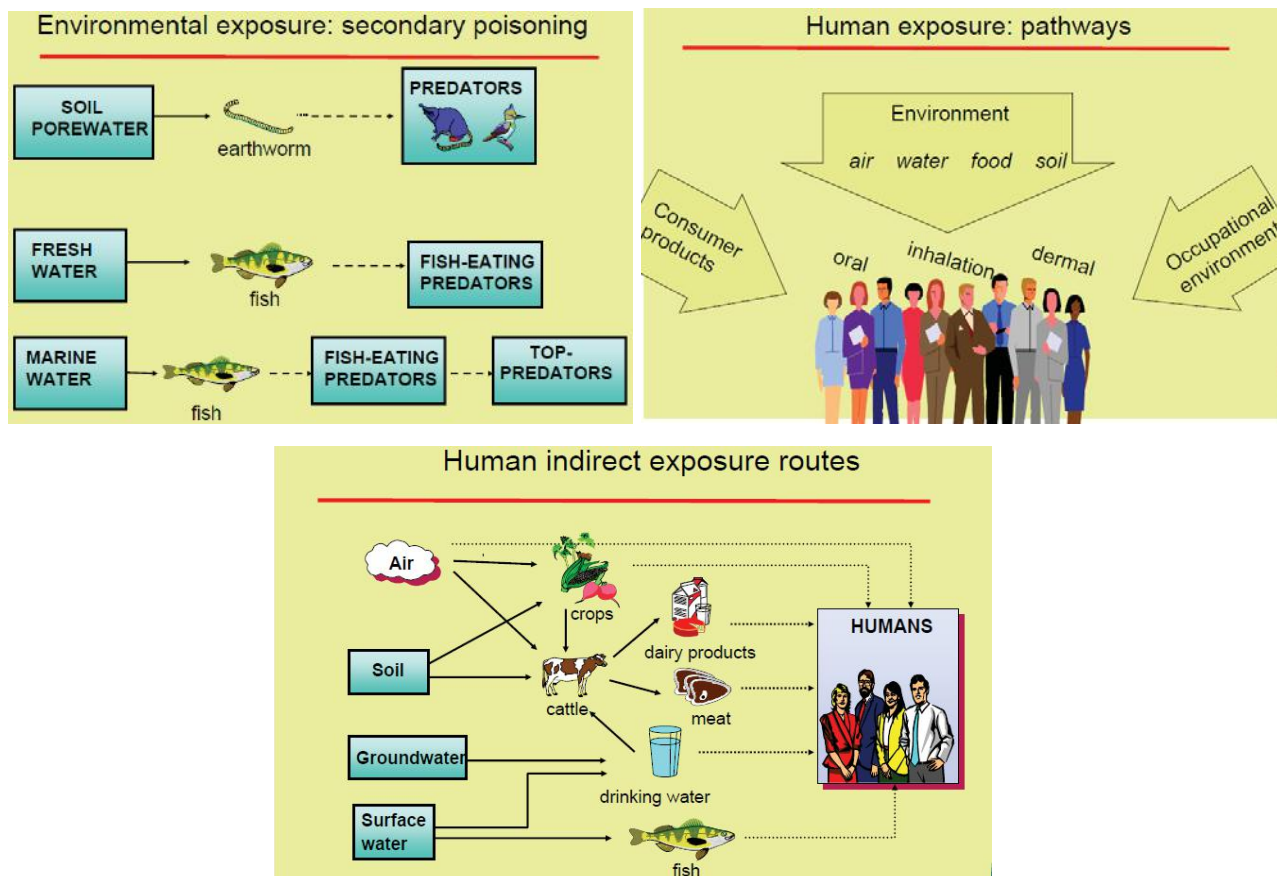 Environmental exposure: secondary poisoning
SOIL
POREWATER
earthworm
PREDATORS
FRESH
WATER
fish
FISH-EATING
PREDATORS
MARINE
WATER
fish
FISH-EATING
PREDATORS
TOP-
PREDATORS
Human exposure: pathways
Environment
air water food soil
Consumer
products
oral
inhalation
dermal
Occupational
environment
Human indirect exposure routes
Air
crops
dairy products
HUMANS
Soil
cattle
meat
Groundwater
drinking water
Surface
water
fish